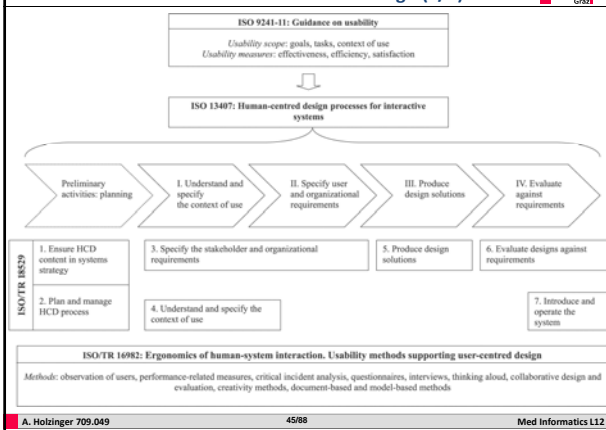 Graz
ISO 9241-11: Guidance on usability
Usability scope: goals, tasks, context of use
Usability measures: effectiveness, efficiency, satisfaction
ISO 13407: Human-centred design processes for interactive
systems
Preliminary
activities: planning
I. Understand and
specify
the context of use
II. Specify user
and organizational
requirements
III. Produce
design solutions
IV. Evaluate
against
requirements
ISO/TR 18529
1. Ensure HCD
content in systems
strategy
2. Plan and manage
HCD process
3. Specify the stakeholder and organizational
requirements
4. Understand and specify the
context of use
5. Produce design
solutions
6. Evaluate designs against
requirements
7. Introduce and
operate the
system
ISO/TR 16982: Ergonomics of human-system interaction. Usability methods supporting user-centred design
Methods: observation of users, performance-related measures, critical incident analysis, questionnaires, interviews, thinking aloud, collaborative design and
evaluation, creativity methods, document-based and model-based methods
A. Holzinger 709.049
45/88
Med Informatics L12